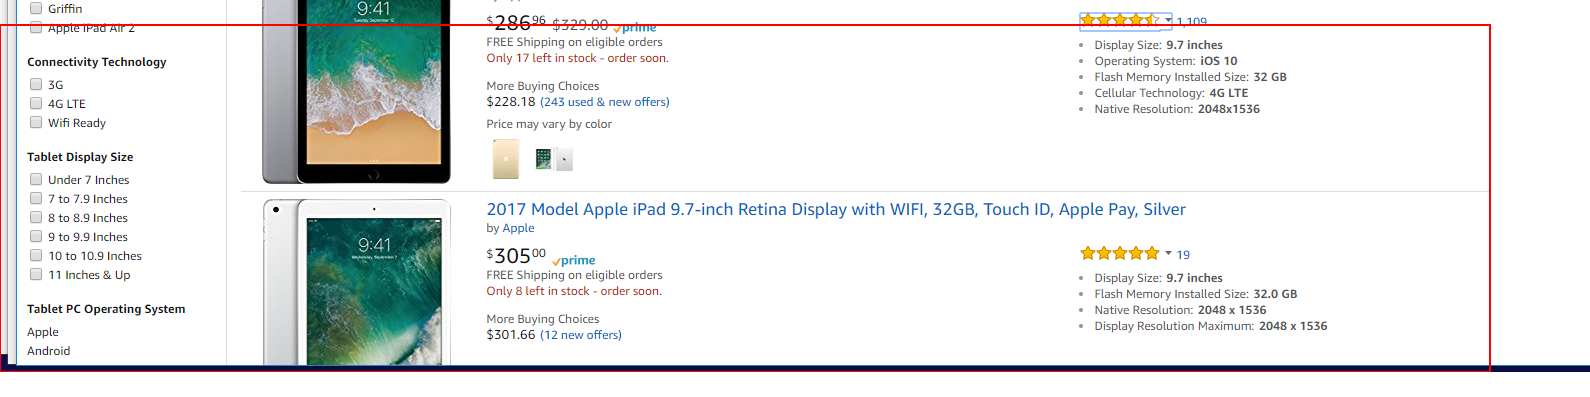 Griffin
Apple iPad Air 2
Connectivity Technology
3G
4G LTE
Wifi Ready
Tablet Display Size
Under 7 Inches
7 to 7.9 Inches
8 to 8.9 Inches
9 to 9.9 Inches
10 to 10.9 Inches
11 Inches & Up
Tablet PC Operating System
Apple
Android
9:41
$286 96 $329.00 prime
FREE Shipping on eligible orders
Only 17 left in stock - order soon.
More Buying Choices
$228.18 (243 used & new offers)
Price may vary by color
1,109
Display Size: 9.7 inches
Operating System: iOS 10
Flash Memory Installed Size: 32 GB
Cellular Technology: 4G LTE
Native Resolution: 2048x1536
9:41
2017 Model Apple iPad 9.7-inch Retina Display with WIFI, 32GB, Touch ID, Apple Pay, Silver
by Apple
$305 00 prime
FREE Shipping on eligible orders
Only 8 left in stock - order soon.
More Buying Choices
$301.66 (12 new offers)
19
Display Size: 9.7 inches
Flash Memory Installed Size: 32.0 GB
Native Resolution: 2048 x 1536
Display Resolution Maximum: 2048 x 1536